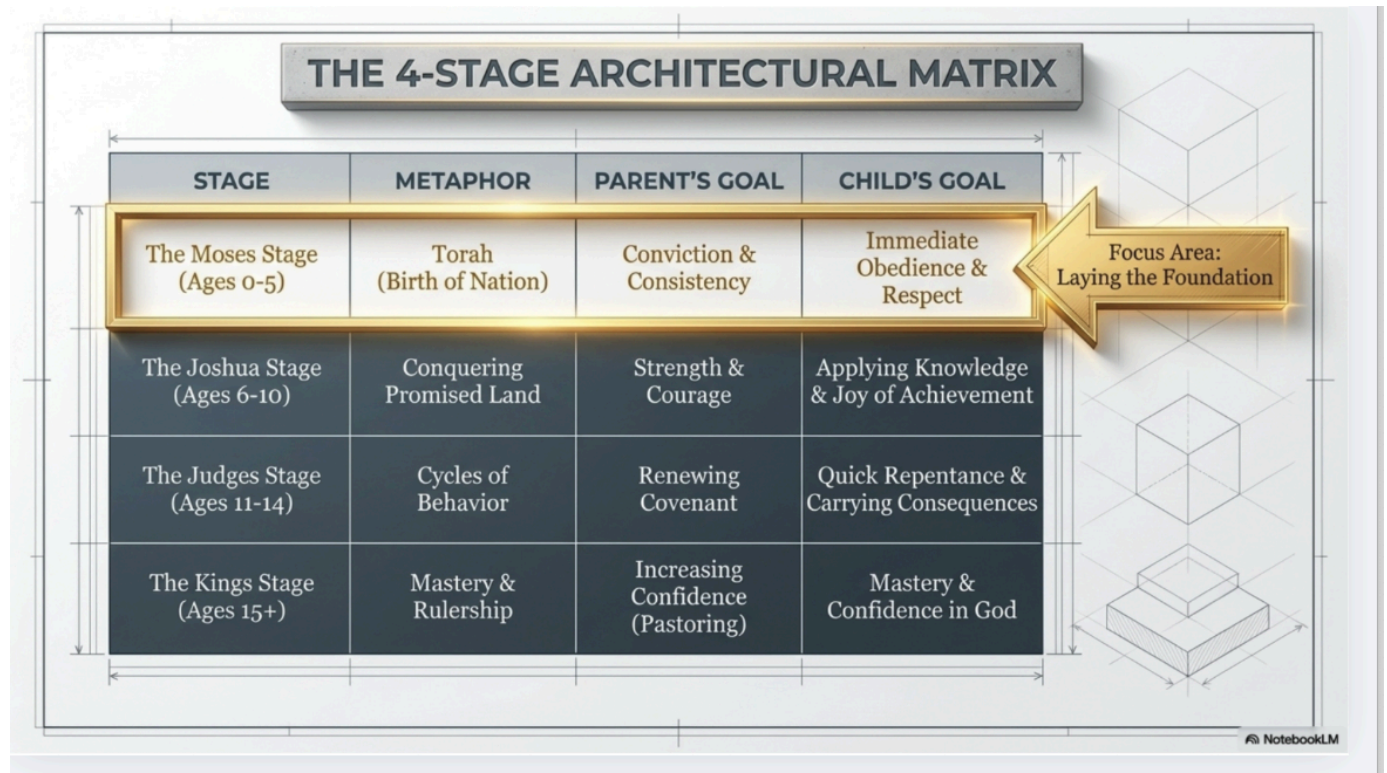 THE 4-STAGE ARCHITECTURAL MATRIX
STAGE
METAPHOR
PARENT'S GOAL
CHILD'S GOAL
The Moses Stage
(Ages 0-5)
Torah
(Birth of Nation)
Conviction &
Consistency
Immediate
Obedience &
Respect
Focus Area:
Laying the Foundation
The Joshua Stage
(Ages 6-10)
Conquering
Promised Land
Strength &
Courage
Applying Knowledge
& Joy of Achievement
The Judges Stage
(Ages 11-14)
Cycles of
Behavior
Renewing
Covenant
Quick Repentance &
Carrying Consequences
The Kings Stage
(Ages 15+)
Mastery &
Rulership
Increasing
Confidence
(Pastoring)
Mastery &
Confidence in God
NotebookLM